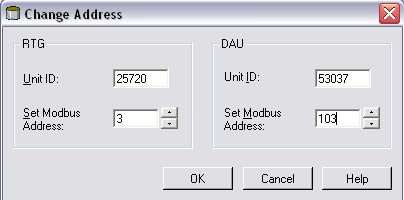 Change Address
RTG
Unit ID: 25720
Set Modbus
Address: 3
DAU
Unit ID: 53037
Set Modbus
Address: 103
OK Cancel Help